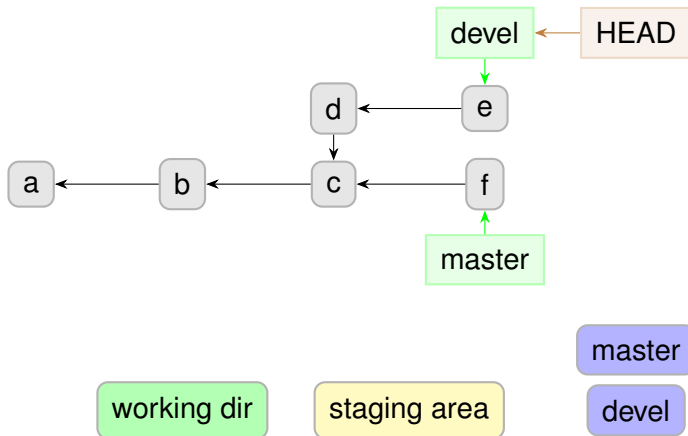 devel
HEAD
d
e
a
b
c
f
master
master
working dir
staging area
devel